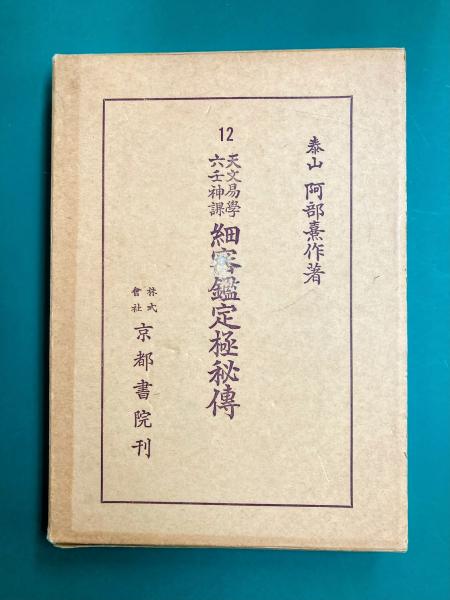 泰山 阿部熹作著
12
天文易學
六壬神課
細密鑑定極秘傳
株式
會社
京都書院刊